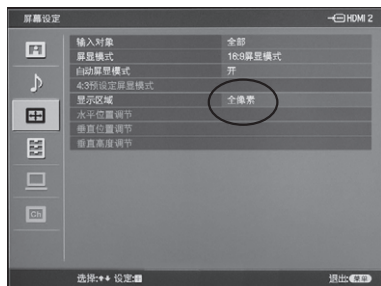 屏幕设定 HDMI 2
输入对象 全部
屏显模式 16:9屏显模式
自动屏显模式 开
4:3预设定屏显模式
显示区域 全像素
水平位置调节
垂直位置调节
垂直高度调节
Ch
选择: 设定:
退出:菜单